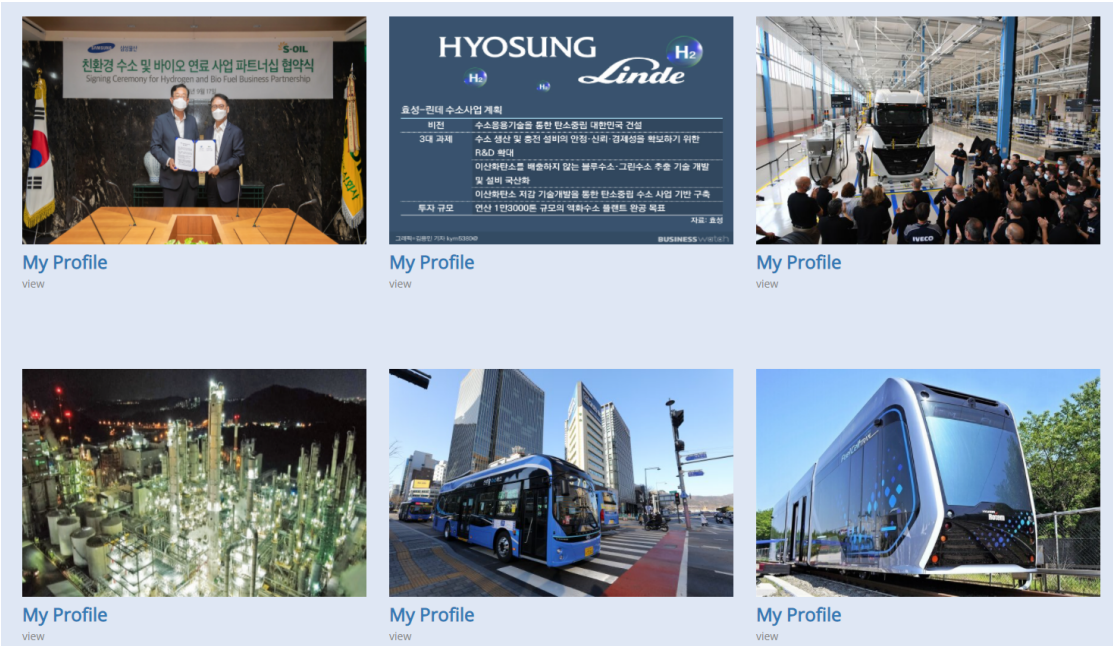 SAMSUNG 삼성물산
S-OIL
친환경 수소 및 바이오 연료 사업 파트너십 협약식
Signing Ceremony for Hydrogen and Bio Fuel Business Partnership
HYOSUNG
H₂
Linde
H₂
H₂
효성-린데 수소사업 계획
비전 수소응용기술을 통한 탄소중립 대한민국 건설
3대 과제 수소 생산 및 충전 설비의 안정·신뢰·경제성을 확보하기 위한
R&D 확대
이산화탄소를 배출하지 않는 블루수소·그린수소 추출 기술 개발
및 설비 국산화
이산화탄소 저감 기술개발을 통한 탄소중립 수소 사업 기반 구축
투자 규모 연산 1만3000톤 규모의 액화수소 플랜트 완공 목표
자료: 효성
BUSINESSwatch
14
IVECO
My Profile
view
My Profile
view
My Profile
view
My Profile
view
My Profile
view
My Profile
view